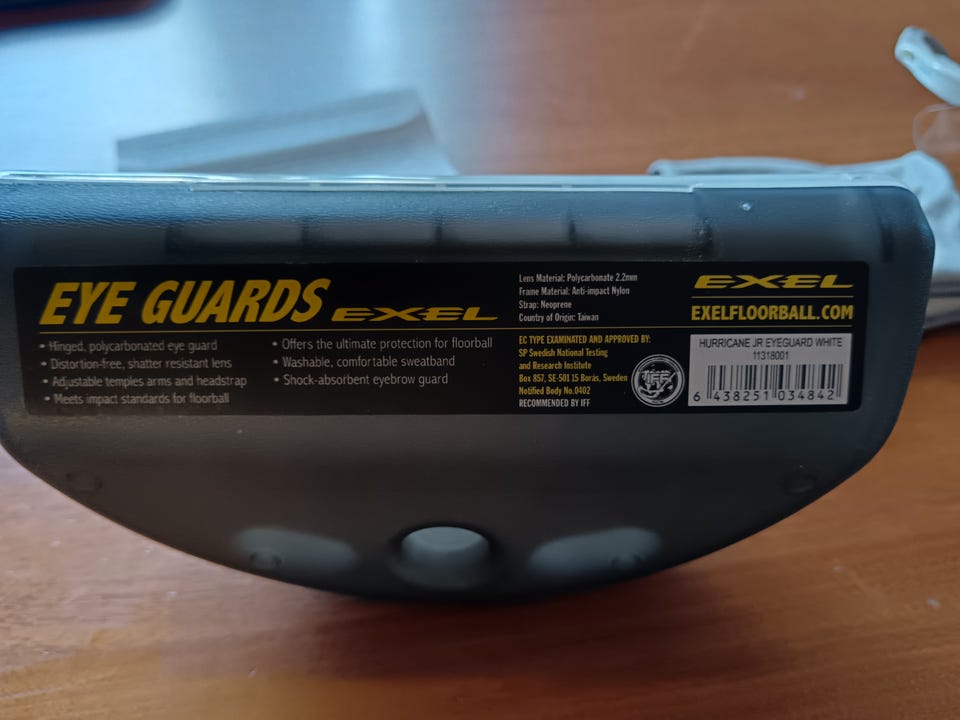 EYE GUARDS EXEL
• Hinged, polycarbonated eye guard
• Distortion-free, shatter resistant lens
• Adjustable temples arms and headstrap
• Meets impact standards for floorball
• Offers the ultimate protection for floorball
• Washable, comfortable sweatband
• Shock-absorbent eyebrow guard
Lens Material: Polycarbonate 2.2mm
Frame Material: Anti-impact Nylon
Strap: Neoprene
Country of Origin: Taiwan
EC TYPE EXAMINATED AND APPROVED BY:
SP Swedish National Testing
and Research Institute
Box 857, SE-501 15 Borås, Sweden
Notified Body No.0402
RECOMMENDED BY IFF
IFF
EXEL
EXELFLOORBALL.COM
HURRICANE JR EYEGUARD WHITE
11318001
6 438251 034842